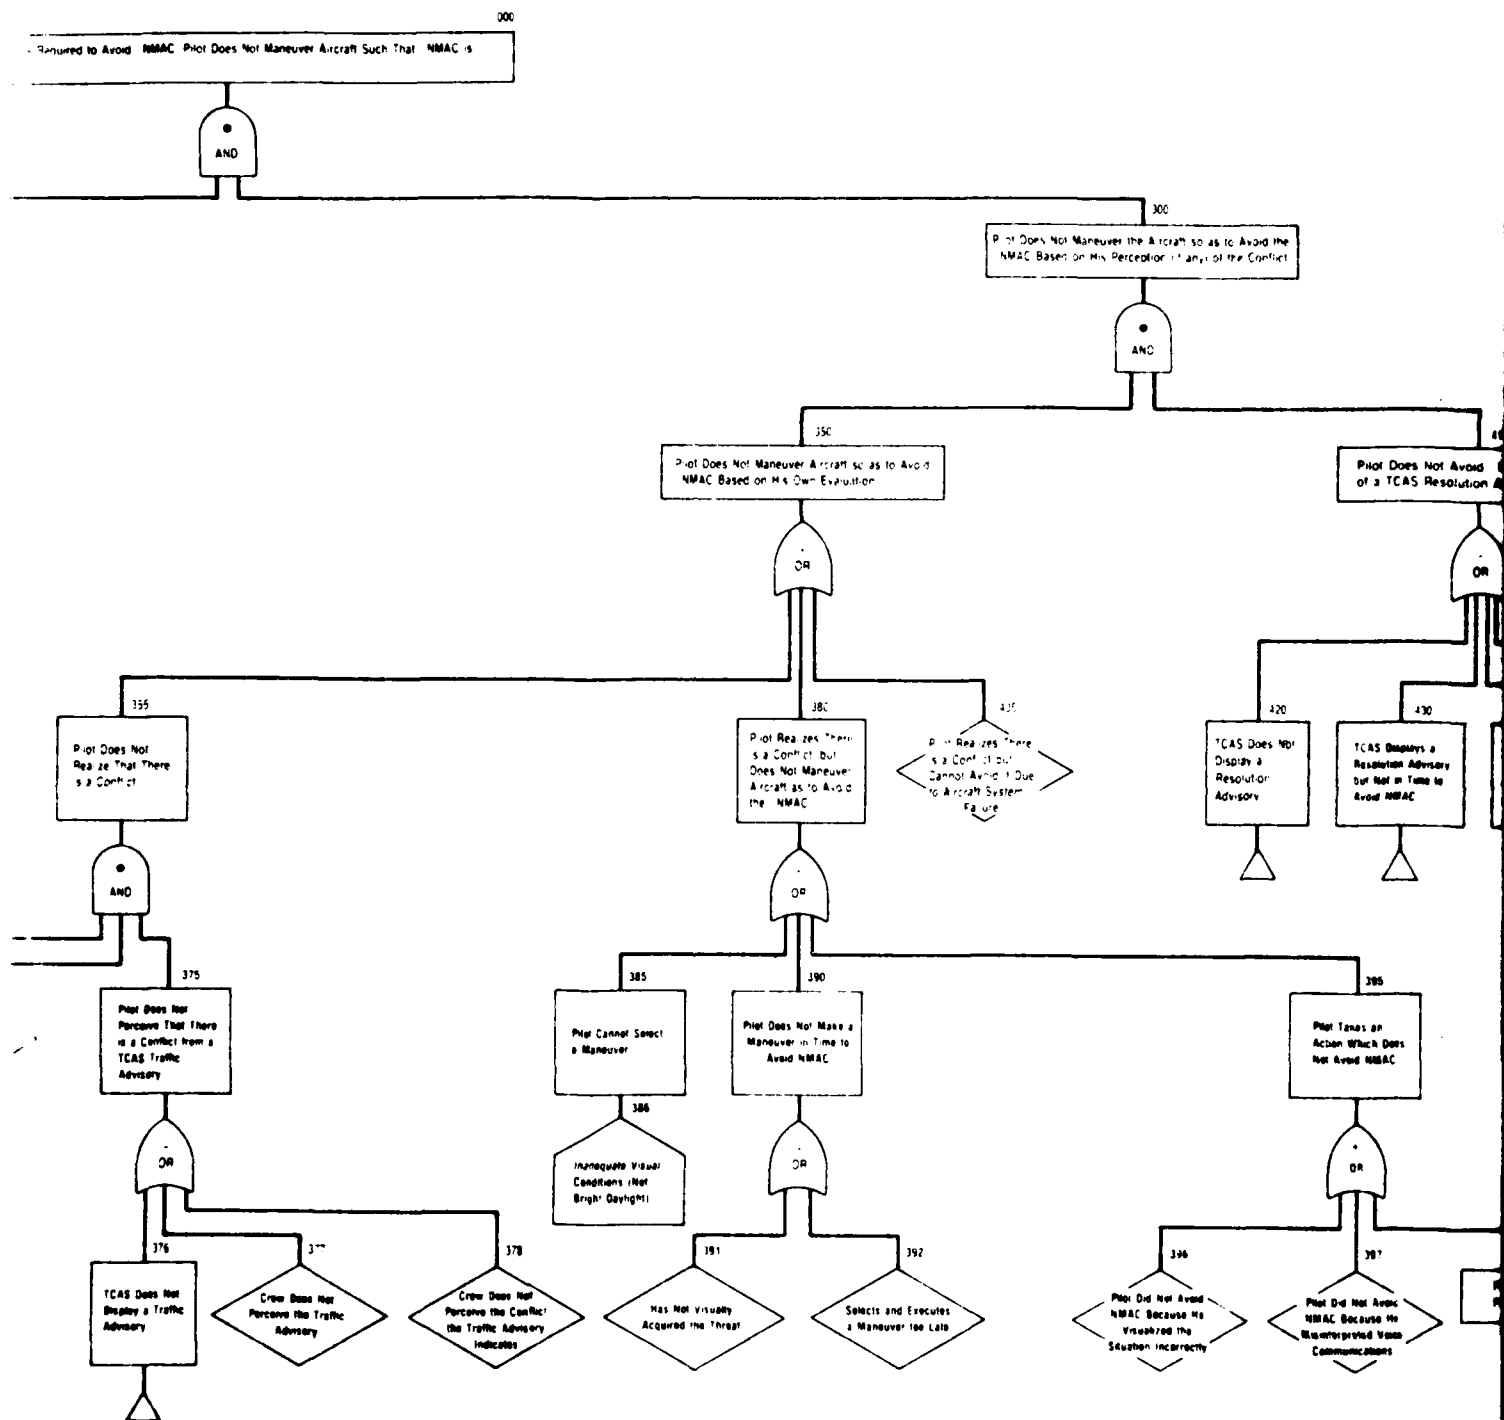 000
Required to Avoid NMAC Pilot Does Not Maneuver Aircraft Such That NMAC is
AND
300
Pilot Does Not Maneuver the Aircraft so as to Avoid the
NMAC Based on His Perception (if any) of the Conflict
AND
350
Pilot Does Not Maneuver Aircraft so as to Avoid
NMAC Based on His Own Evaluation
Pilot Does Not Avoid
of a TCAS Resolution
OR
OR
355
Pilot Does Not
Realize That There
is a Conflict
380
Pilot Realizes There
is a Conflict but
Does Not Maneuver
Aircraft as to Avoid
the NMAC
Pilot Realizes There
is a Conflict but
Cannot Avoid it Due
to Aircraft System
Failure
420
TCAS Does Not
Display a
Resolution
Advisory
430
TCAS Displays a
Resolution Advisory
but Not in Time to
Avoid NMAC
AND
OR
375
Pilot Does Not
Perceive That There
is a Conflict from a
TCAS Traffic
Advisory
385
Pilot Cannot Select
a Maneuver
390
Pilot Does Not Make a
Maneuver in Time to
Avoid NMAC
395
Pilot Takes an
Action Which Does
Not Avoid NMAC
OR
386
Inadequate Visual
Conditions (Not
Bright Daylight)
OR
OR
376
TCAS Does Not
Display a Traffic
Advisory
377
Crew Does Not
Perceive the Traffic
Advisory
378
Crew Does Not
Perceive the Conflict
the Traffic Advisory
Indicates
391
Has Not Visually
Acquired the Threat
392
Selects and Executes
a Maneuver too Late
396
Pilot Did Not Avoid
NMAC Because He
Visualized the
Situation Incorrectly
397
Pilot Did Not Avoid
NMAC Because He
Misinterpreted Voice
Communications